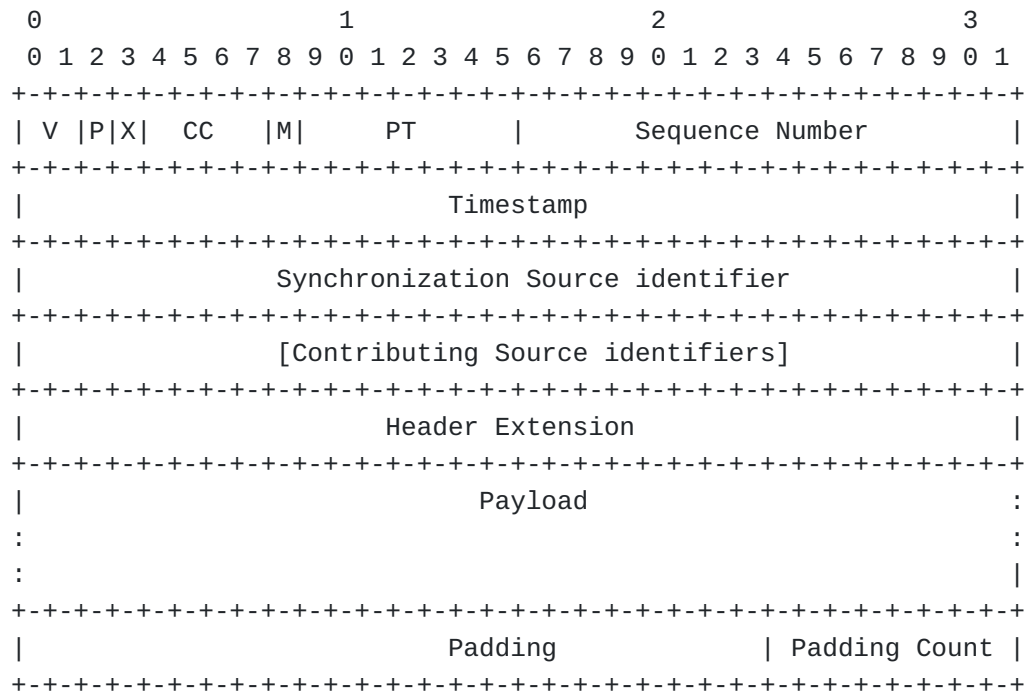 0                   1                   2                   3
 0 1 2 3 4 5 6 7 8 9 0 1 2 3 4 5 6 7 8 9 0 1 2 3 4 5 6 7 8 9 0 1
+-+-+-+-+-+-+-+-+-+-+-+-+-+-+-+-+-+-+-+-+-+-+-+-+-+-+-+-+-+-+-+-+
| V |P|X|  CC   |M|     PT      |       Sequence Number         |
+-+-+-+-+-+-+-+-+-+-+-+-+-+-+-+-+-+-+-+-+-+-+-+-+-+-+-+-+-+-+-+-+
|                           Timestamp                           |
+-+-+-+-+-+-+-+-+-+-+-+-+-+-+-+-+-+-+-+-+-+-+-+-+-+-+-+-+-+-+-+-+
|                Synchronization Source identifier              |
+-+-+-+-+-+-+-+-+-+-+-+-+-+-+-+-+-+-+-+-+-+-+-+-+-+-+-+-+-+-+-+-+
|                [Contributing Source identifiers]              |
+-+-+-+-+-+-+-+-+-+-+-+-+-+-+-+-+-+-+-+-+-+-+-+-+-+-+-+-+-+-+-+-+
|                       Header Extension                        |
+-+-+-+-+-+-+-+-+-+-+-+-+-+-+-+-+-+-+-+-+-+-+-+-+-+-+-+-+-+-+-+-+
|                             Payload                           :
:                                                               :
:                                                               |
+-+-+-+-+-+-+-+-+-+-+-+-+-+-+-+-+-+-+-+-+-+-+-+-+-+-+-+-+-+-+-+-+
|                           Padding             | Padding Count |
+-+-+-+-+-+-+-+-+-+-+-+-+-+-+-+-+-+-+-+-+-+-+-+-+-+-+-+-+-+-+-+-+